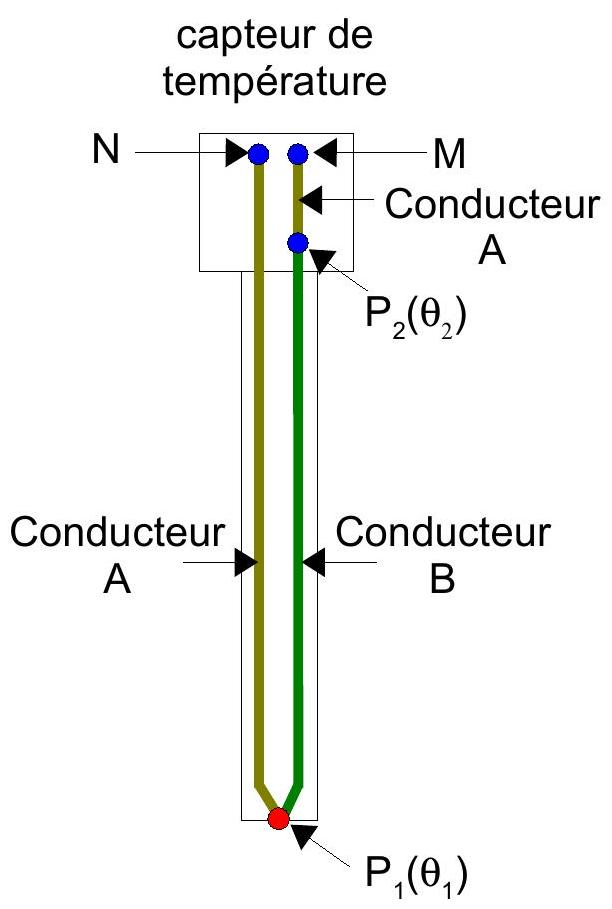 capteur de
température
N
M
Conducteur
A
P2(θ2)
Conducteur
A
Conducteur
B
P1(θ1)